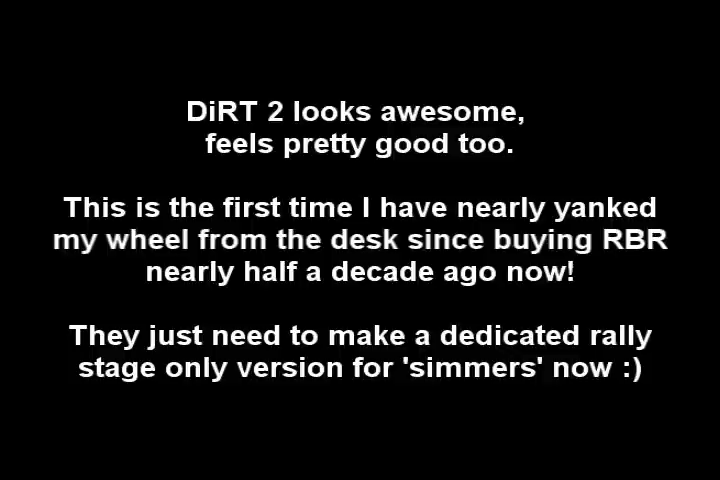 DiRT 2 looks awesome,
feels pretty good too.
This is the first time I have nearly yanked
my wheel from the desk since buying RBR
nearly half a decade ago now!
They just need to make a dedicated rally
stage only version for 'simmers' now :)